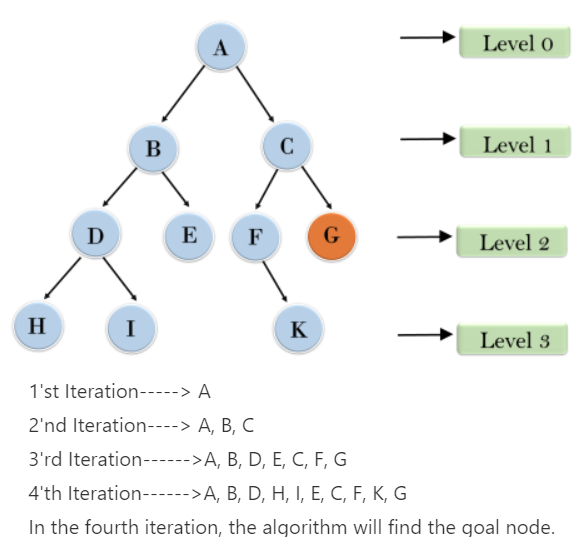 A
Level 0
B
C
Level 1
D
E
F
G
Level 2
H
I
K
Level 3
1'st Iteration-----> A
2'nd Iteration----> A, B, C
3'rd Iteration------>A, B, D, E, C, F, G
4'th Iteration------>A, B, D, H, I, E, C, F, K, G
In the fourth iteration, the algorithm will find the goal node.